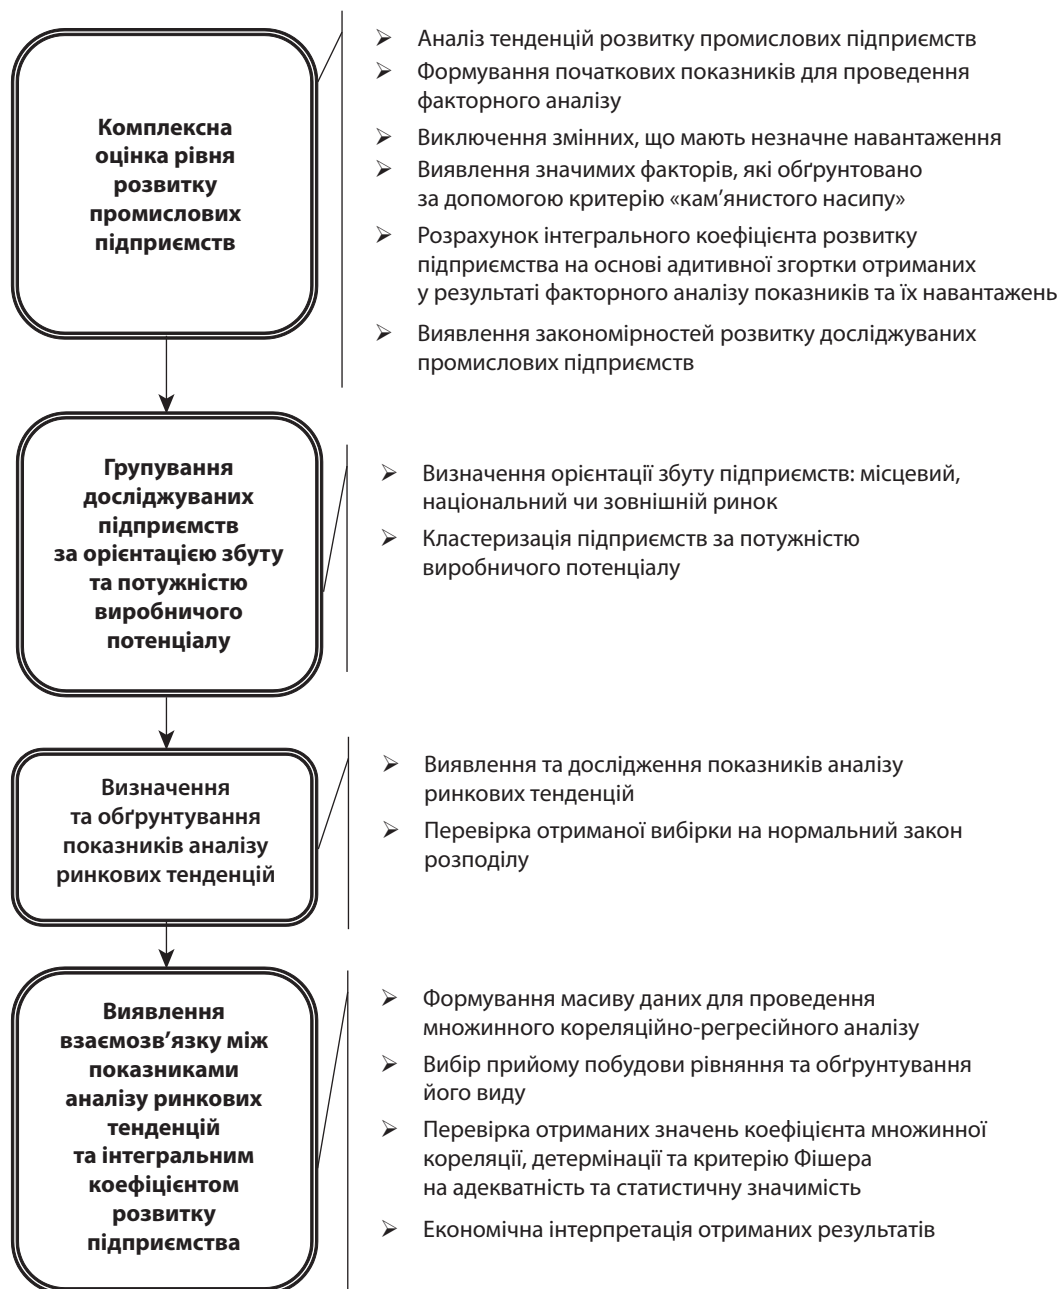 Комплексна
оцінка рівня
розвитку
промислових
підприємств
➢ Аналіз тенденцій розвитку промислових підприємств
➢ Формування початкових показників для проведення
факторного аналізу
➢ Виключення змінних, що мають незначне навантаження
➢ Виявлення значимих факторів, які обґрунтовано
за допомогою критерію «кам’янистого насипу»
➢ Розрахунок інтегрального коефіцієнта розвитку
підприємства на основі адитивної згортки отриманих
у результаті факторного аналізу показників та їх навантажень
➢ Виявлення закономірностей розвитку досліджуваних
промислових підприємств
Групування
досліджуваних
підприємств
за орієнтацією збуту
та потужністю
виробничого
потенціалу
➢ Визначення орієнтації збуту підприємств: місцевий,
національний чи зовнішній ринок
➢ Кластеризація підприємств за потужністю
виробничого потенціалу
Визначення
та обґрунтування
показників аналізу
ринкових тенденцій
➢ Виявлення та дослідження показників аналізу
ринкових тенденцій
➢ Перевірка отриманої вибірки на нормальний закон
розподілу
Виявлення
взаємозв’язку між
показниками
аналізу ринкових
тенденцій
та інтегральним
коефіцієнтом
розвитку
підприємства
➢ Формування масиву даних для проведення
множинного кореляційно-регресійного аналізу
➢ Вибір прийому побудови рівняння та обґрунтування
його виду
➢ Перевірка отриманих значень коефіцієнта множинної
кореляції, детермінації та критерію Фішера
на адекватність та статистичну значимість
➢ Економічна інтерпретація отриманих результатів